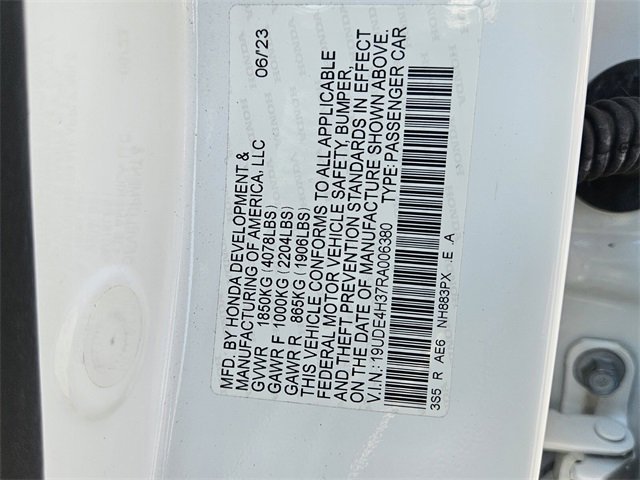 MFD. BY HONDA DEVELOPMENT & 06/23
MANUFACTURING OF AMERICA, LLC
GVWR 1850KG (4078LBS)
GAWR F 1000KG (2204LBS)
GAWR R 865KG (1906LBS)
THIS VEHICLE CONFORMS TO ALL APPLICABLE
FEDERAL MOTOR VEHICLE SAFETY, BUMPER,
AND THEFT PREVENTION STANDARDS IN EFFECT
ON THE DATE OF MANUFACTURE SHOWN ABOVE.
V.I.N.: 19UDE4H37RA006380 TYPE: PASSENGER CAR
3S5 R AE6 NH883PX .E .A